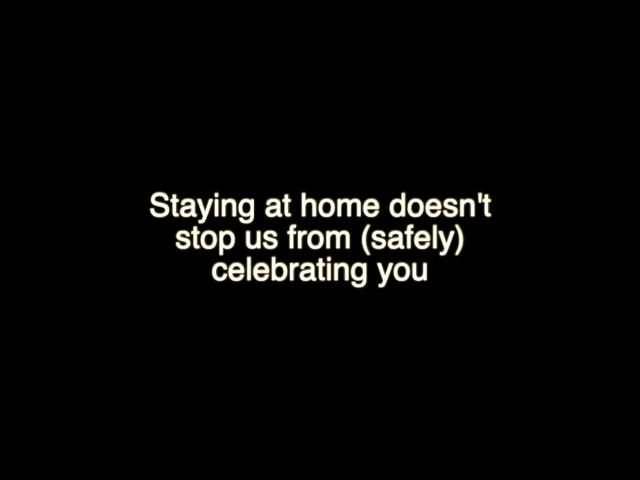 Staying at home doesn't
stop us from (safely)
celebrating you